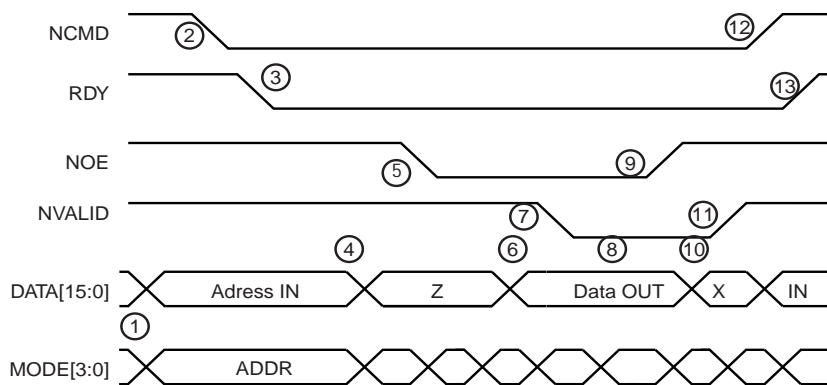 NCMD 2 12
RDY 3 13
NOE 5 9
NVALID 7 11
4 6 8 10
DATA[15:0] Adress IN Z Data OUT X IN
1
MODE[3:0] ADDR